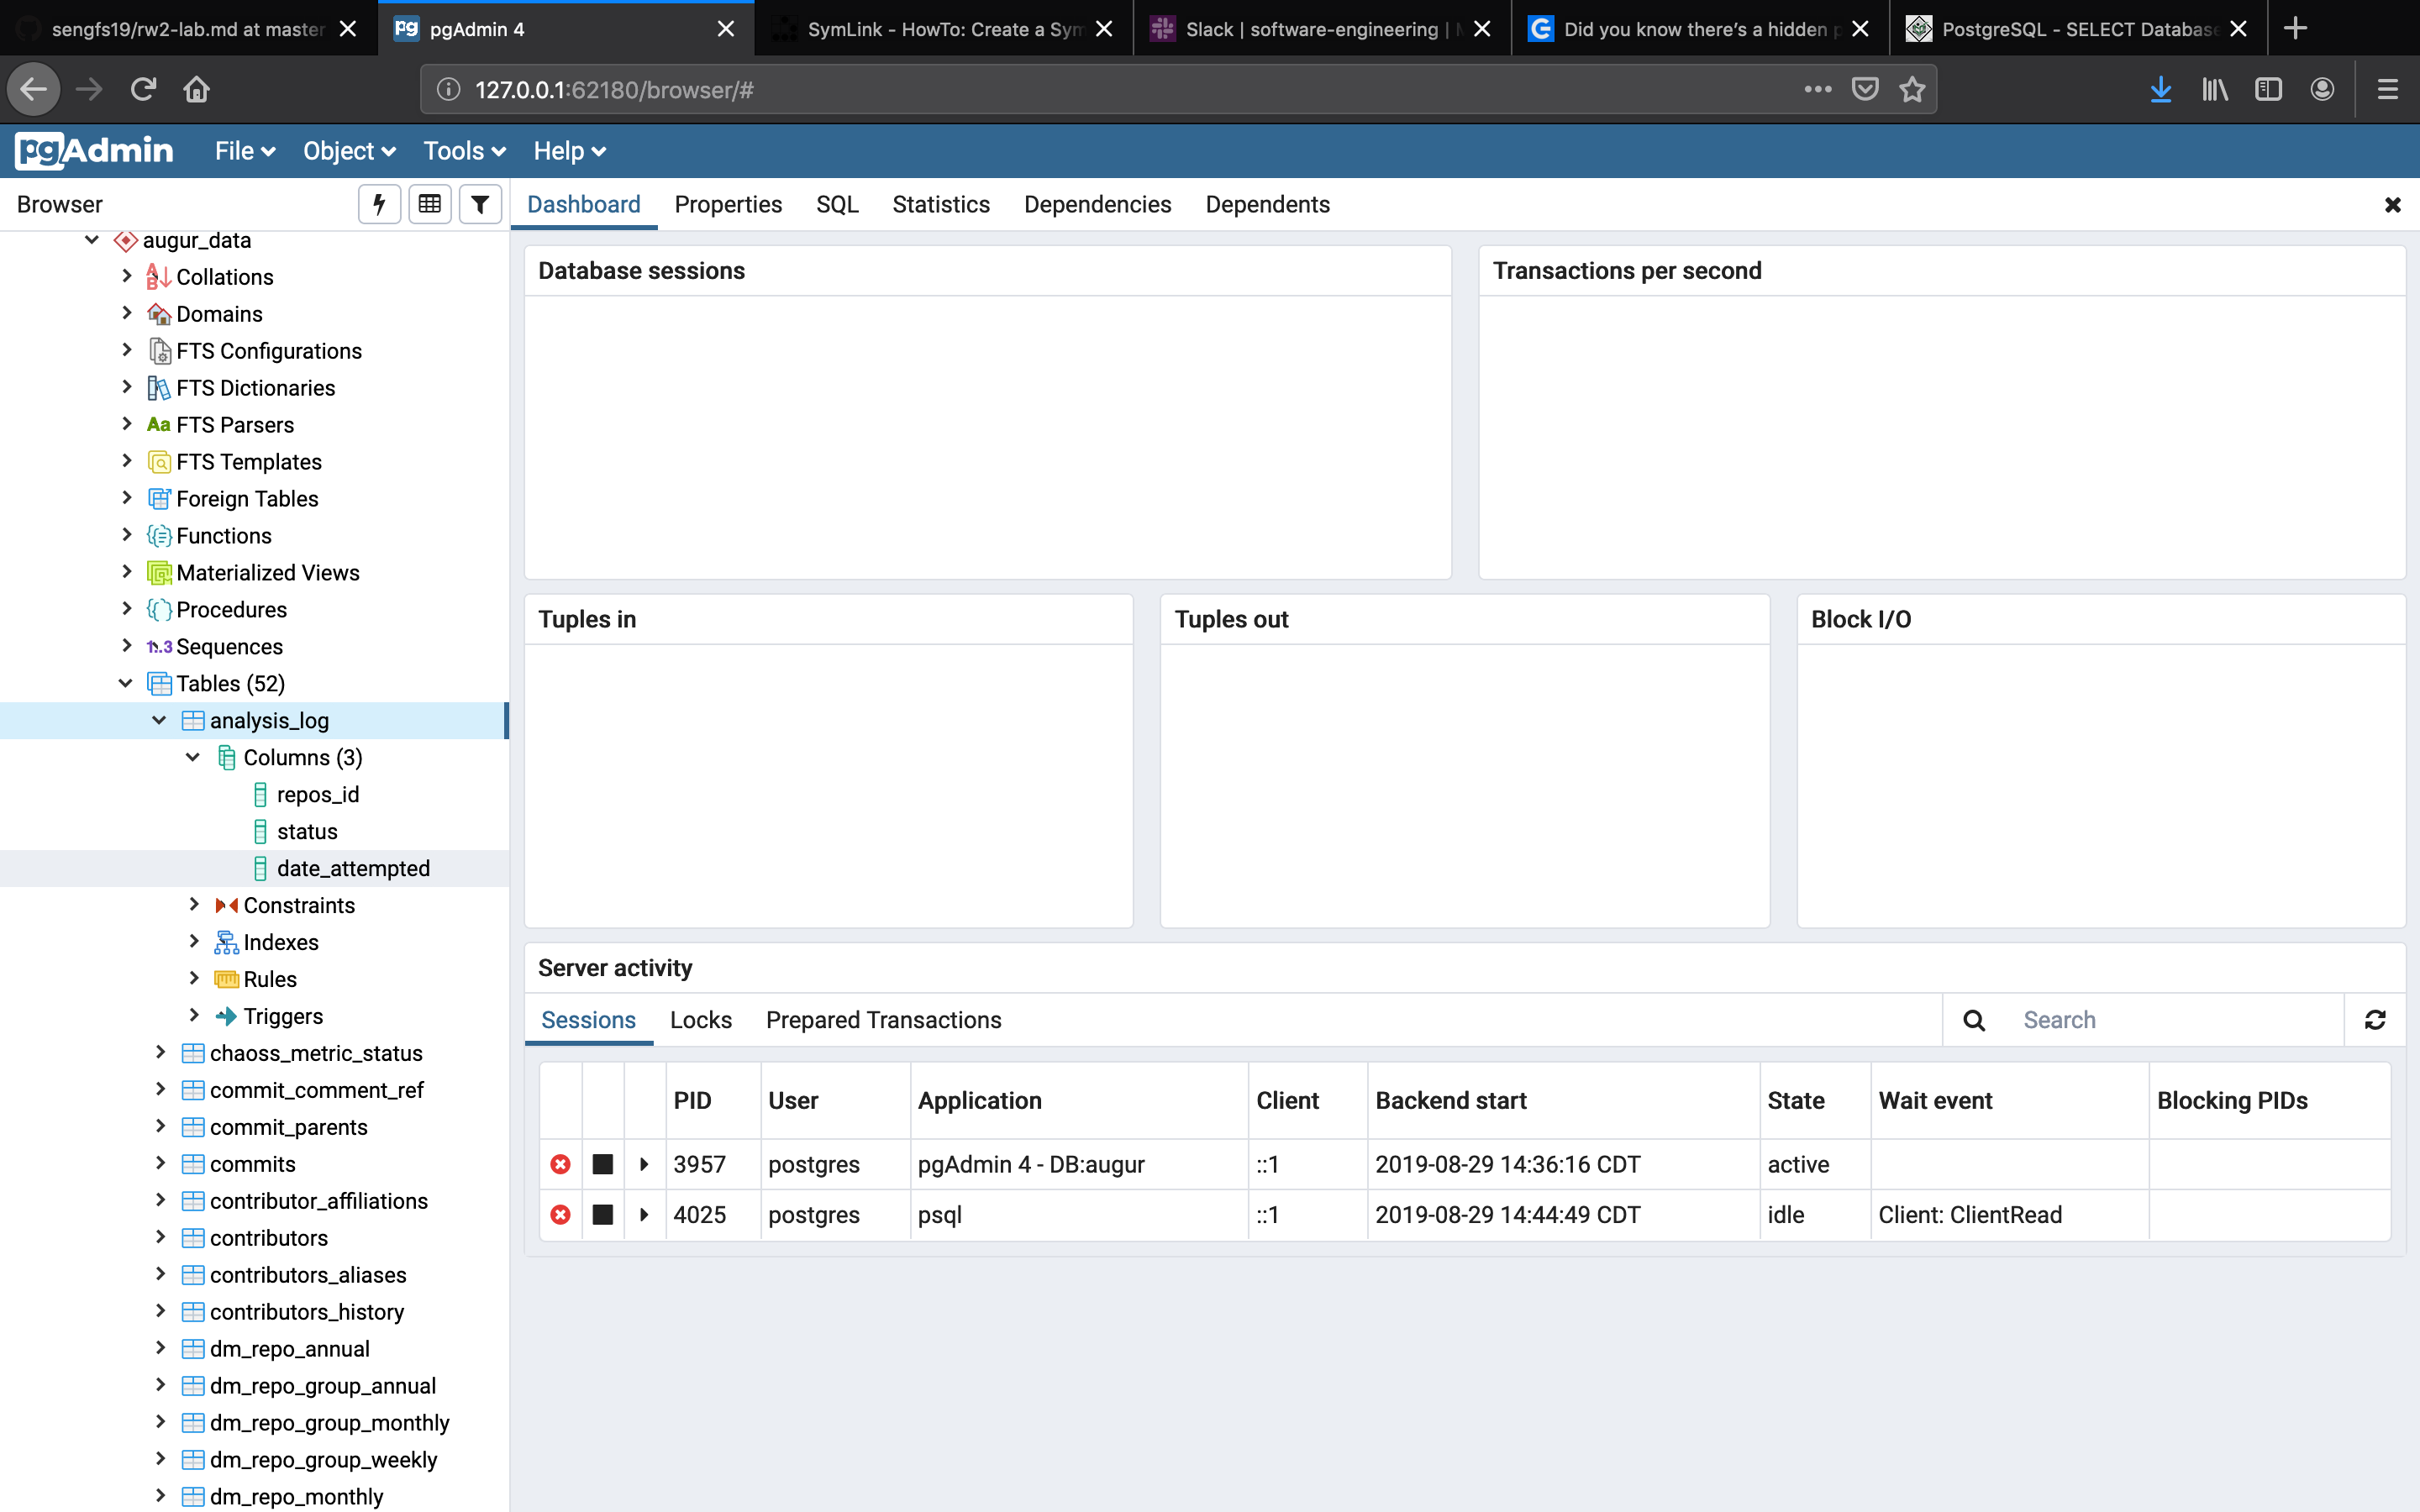 sengfs19/rw2-lab.md at master
pgAdmin 4
SymLink - HowTo: Create a Sym
Slack | software-engineering |
Did you know there's a hidden p
PostgreSQL - SELECT Database
127.0.0.1:62180/browser/#
pgAdmin File Object Tools Help
Browser
Dashboard Properties SQL Statistics Dependencies Dependents
augur_data
Collations
Domains
FTS Configurations
FTS Dictionaries
Aa FTS Parsers
FTS Templates
Foreign Tables
Functions
Materialized Views
Procedures
1..3 Sequences
Tables (52)
analysis_log
Columns (3)
repos_id
status
date_attempted
Constraints
Indexes
Rules
Triggers
chaoss_metric_status
commit_comment_ref
commit_parents
commits
contributor_affiliations
contributors
contributors_aliases
contributors_history
dm_repo_annual
dm_repo_group_annual
dm_repo_group_monthly
dm_repo_group_weekly
dm_repo_monthly
Database sessions
Transactions per second
Tuples in
Tuples out
Block I/O
Server activity
Sessions Locks Prepared Transactions
Search
PID User Application Client Backend start State Wait event Blocking PIDs
3957 postgres pgAdmin 4 - DB:augur ::1 2019-08-29 14:36:16 CDT active
4025 postgres psql ::1 2019-08-29 14:44:49 CDT idle Client: ClientRead